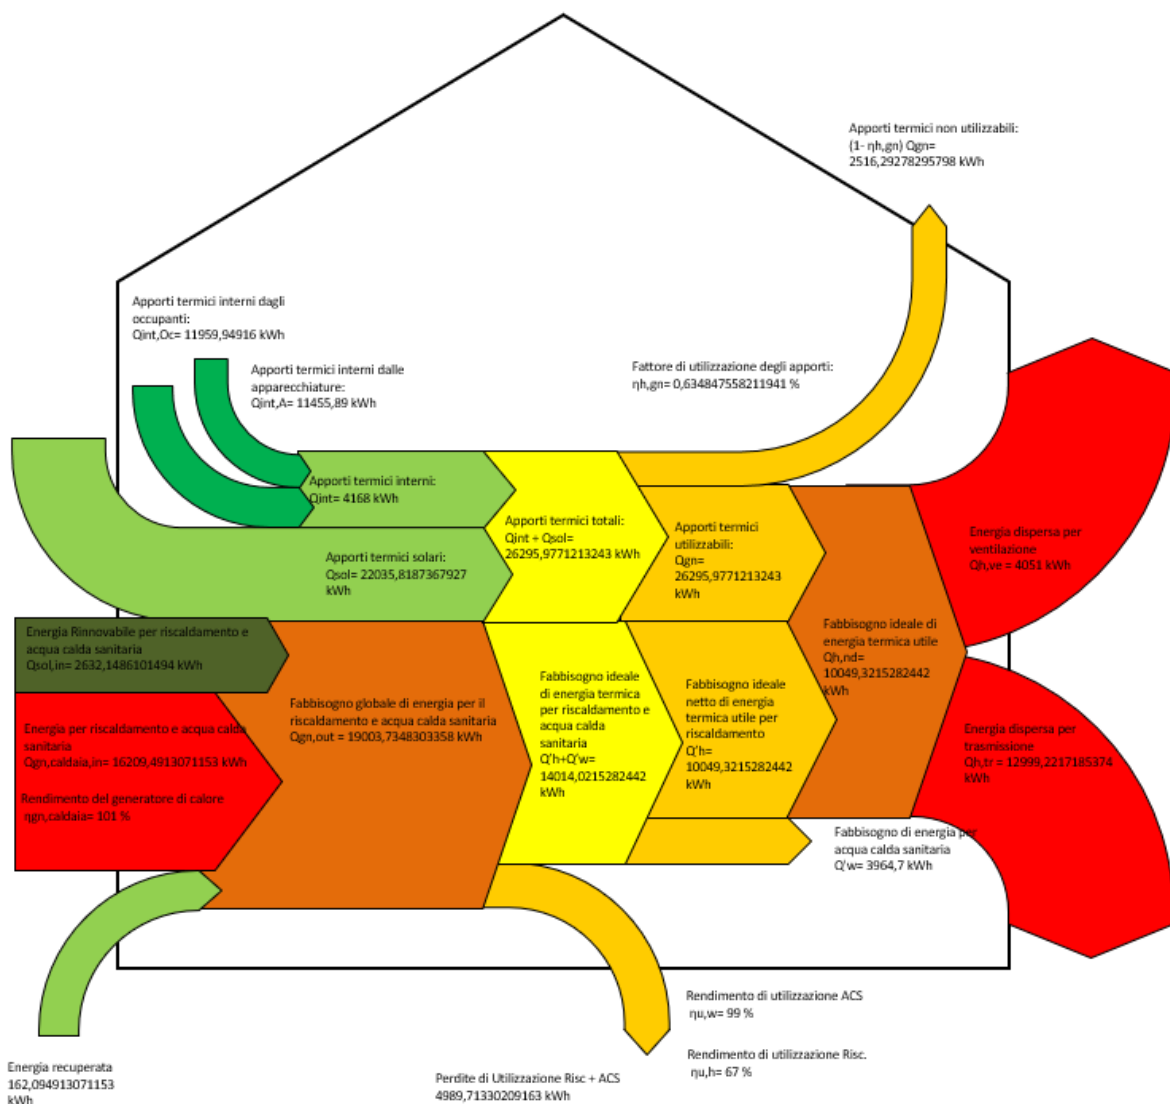 Apporti termici non utilizzabili:
(1- ηh,gn) Qgn=
2516,29278295798 kWh
Apporti termici interni dagli
occupanti:
Qint,Oc= 11959,94916 kWh
Apporti termici interni dalle
apparecchiature:
Qint,A= 11455,89 kWh
Fattore di utilizzazione degli apporti:
ηh,gn= 0,634847558211941 %
Apporti termici interni:
Qint= 4168 kWh
Apporti termici totali:
Qint + Qsol=
26295,9771213243 kWh
Apporti termici
utilizzabili:
Qgn=
26295,9771213243
kWh
Energia dispersa per
ventilazione
Qh,ve = 4051 kWh
Apporti termici solari:
Qsol= 22035,8187367927
kWh
Energia Rinnovabile per riscaldamento e
acqua calda sanitaria
Qsol,in= 2632,1486101494 kWh
Fabbisogno ideale di
energia termica utile
Qh,nd=
10049,3215282442
kWh
Fabbisogno globale di energia per il
riscaldamento e acqua calda sanitaria
Qgn,out = 19003,7348303358 kWh
Fabbisogno ideale
di energia termica
per riscaldamento e
acqua calda
sanitaria
Q'h+Q'w=
14014,0215282442
kWh
Fabbisogno ideale
netto di energia
termica utile per
riscaldamento
Q'h=
10049,3215282442
kWh
Energia per riscaldamento e acqua calda
sanitaria
Qgn,caldaia,in= 16209,4913071153 kWh
Rendimento del generatore di calore
ηgn,caldaia= 101 %
Energia dispersa per
trasmissione
Qh,tr = 12999,2217185374
kWh
Fabbisogno di energia per
acqua calda sanitaria
Q'w= 3964,7 kWh
Rendimento di utilizzazione ACS
ηu,w= 99 %
Rendimento di utilizzazione Risc.
ηu,h= 67 %
Energia recuperata
162,094913071153
kWh
Perdite di Utilizzazione Risc + ACS
4989,71330209163 kWh